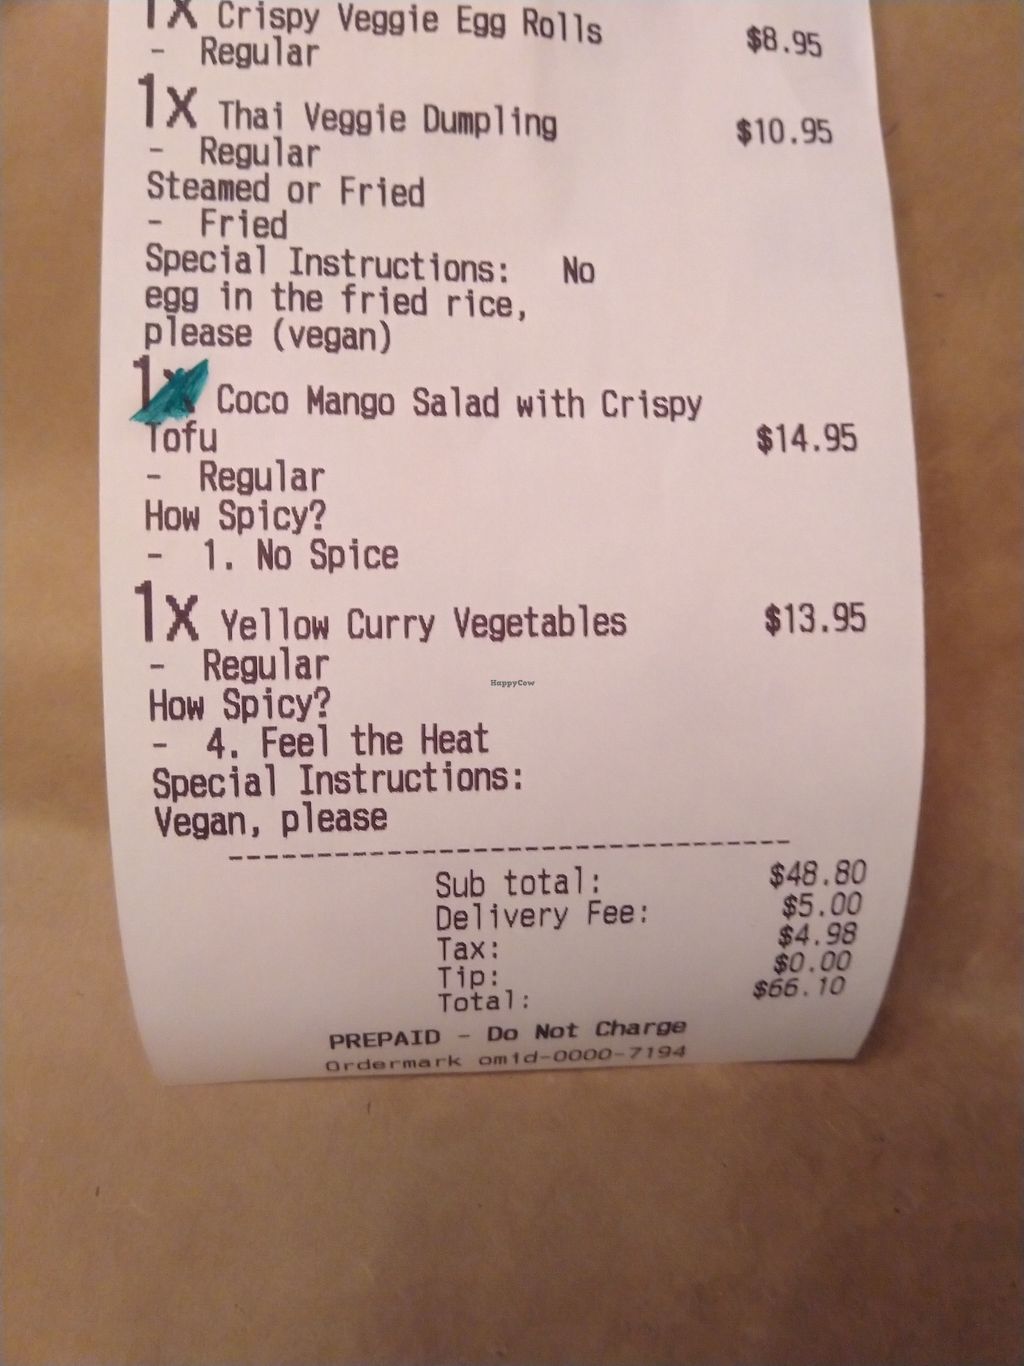 1X Crispy Veggie Egg Rolls $8.95
- Regular
1X Thai Veggie Dumpling $10.95
- Regular
Steamed or Fried
- Fried
Special Instructions: No
egg in the fried rice,
please (vegan)
1x Coco Mango Salad with Crispy
Tofu $14.95
- Regular
How Spicy?
- 1. No Spice
1X Yellow Curry Vegetables $13.95
- Regular
HappyCow
How Spicy?
- 4. Feel the Heat
Special Instructions:
Vegan, please
Sub total: $48.80
Delivery Fee: $5.00
Tax: $4.98
Tip: $0.00
Total: $66.10
PREPAID - Do Not Charge
Ordermark omid-0000-7194